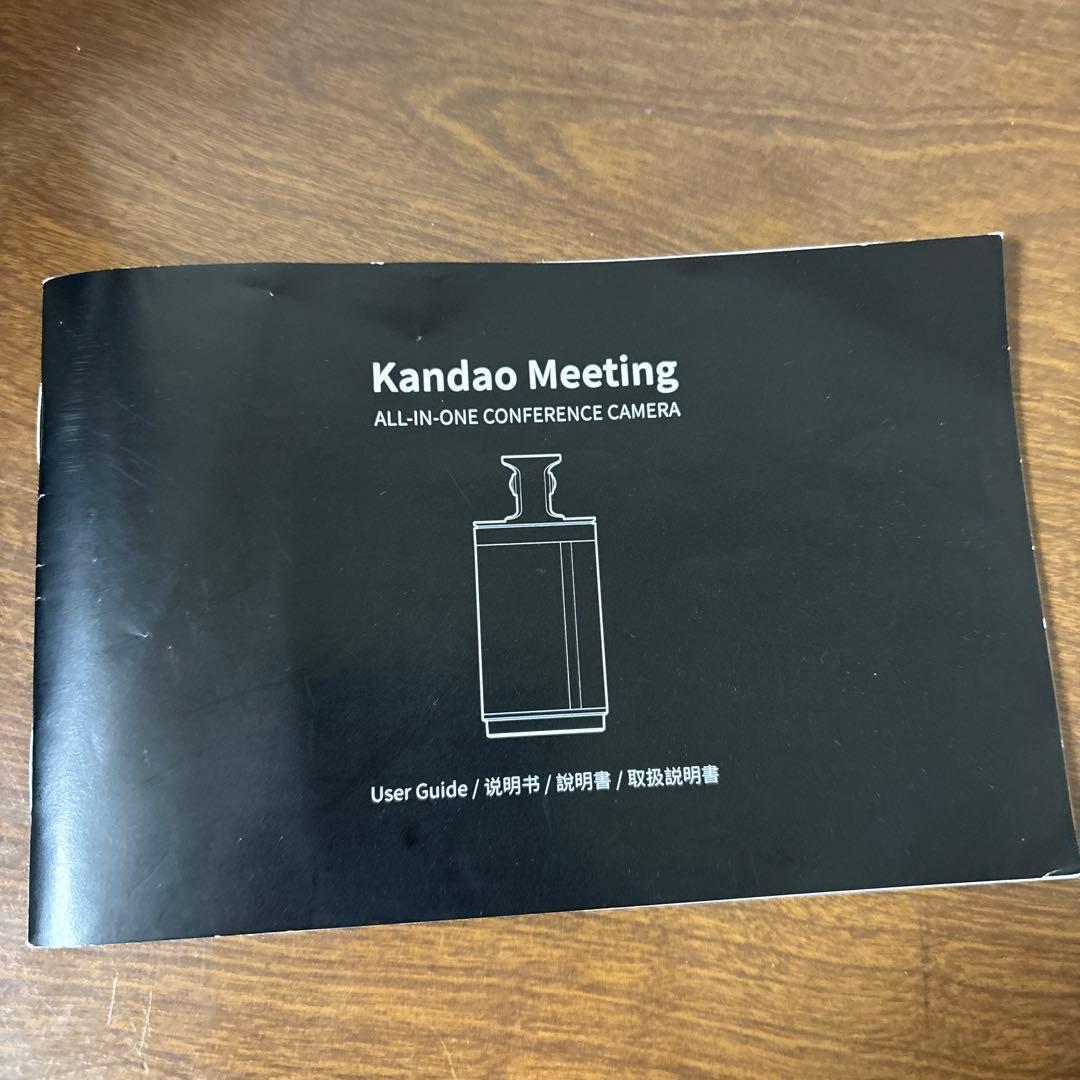 Kandao Meeting
ALL-IN-ONE CONFERENCE CAMERA
User Guide / 说明书 / 說明書 / 取扱説明書